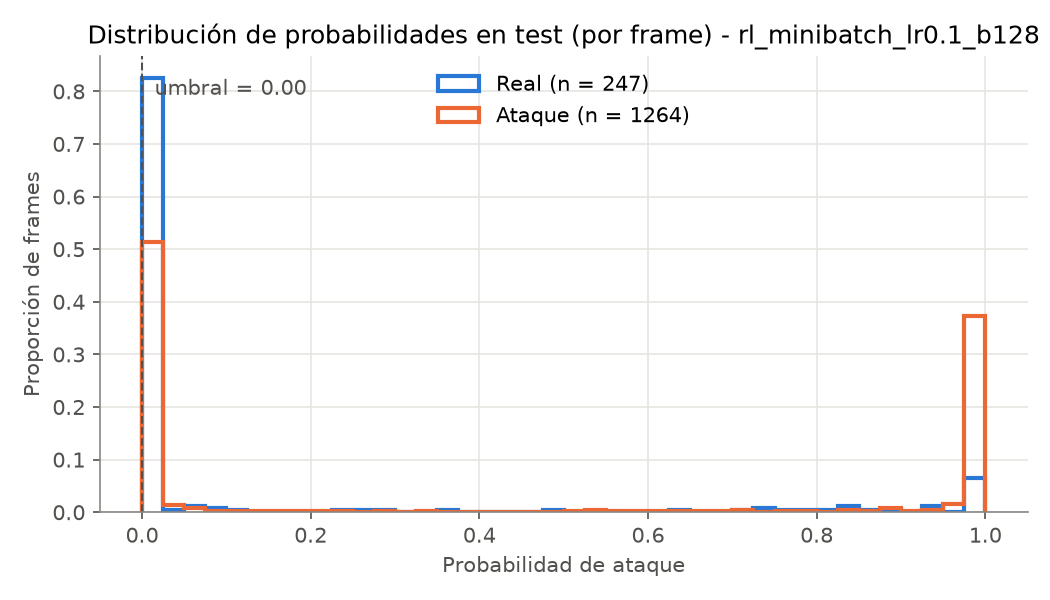 Distribución de probabilidades en test (por frame) - rl_minibatch_lr0.1_b128
umbral = 0.00
Real (n = 247)
Ataque (n = 1264)
Proporción de frames
0.8
0.7
0.6
0.5
0.4
0.3
0.2
0.1
0.0
0.0 0.2 0.4 0.6 0.8 1.0
Probabilidad de ataque